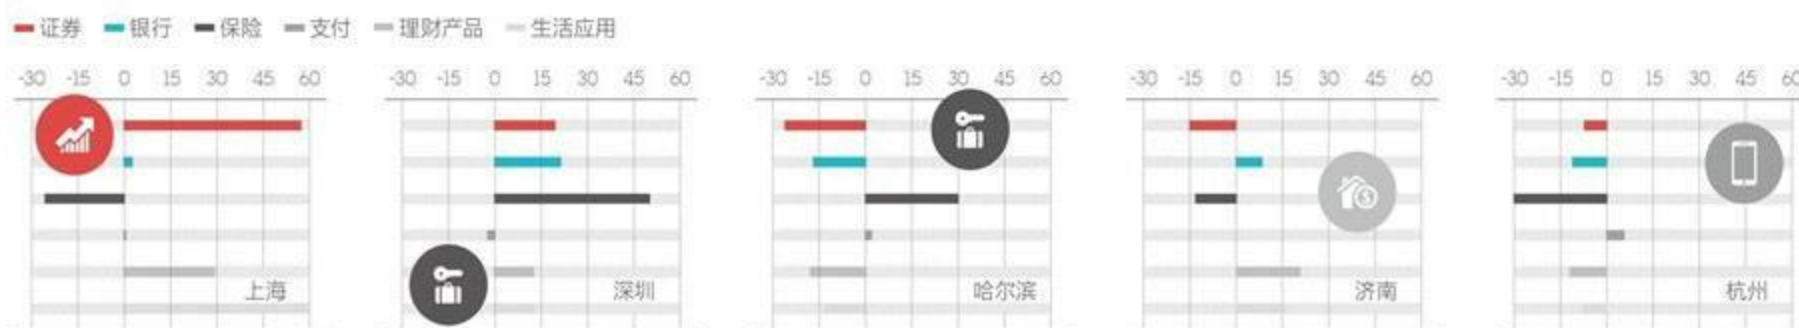 证券 银行 保险 支付 理财产品 生活应用
-30 -15 0 15 30 45 60 -30 -15 0 15 30 45 60 -30 -15 0 15 30 45 60 -30 -15 0 15 30 45 60 -30 -15 0 15 30 45 60
上海 深圳 哈尔滨 济南 杭州